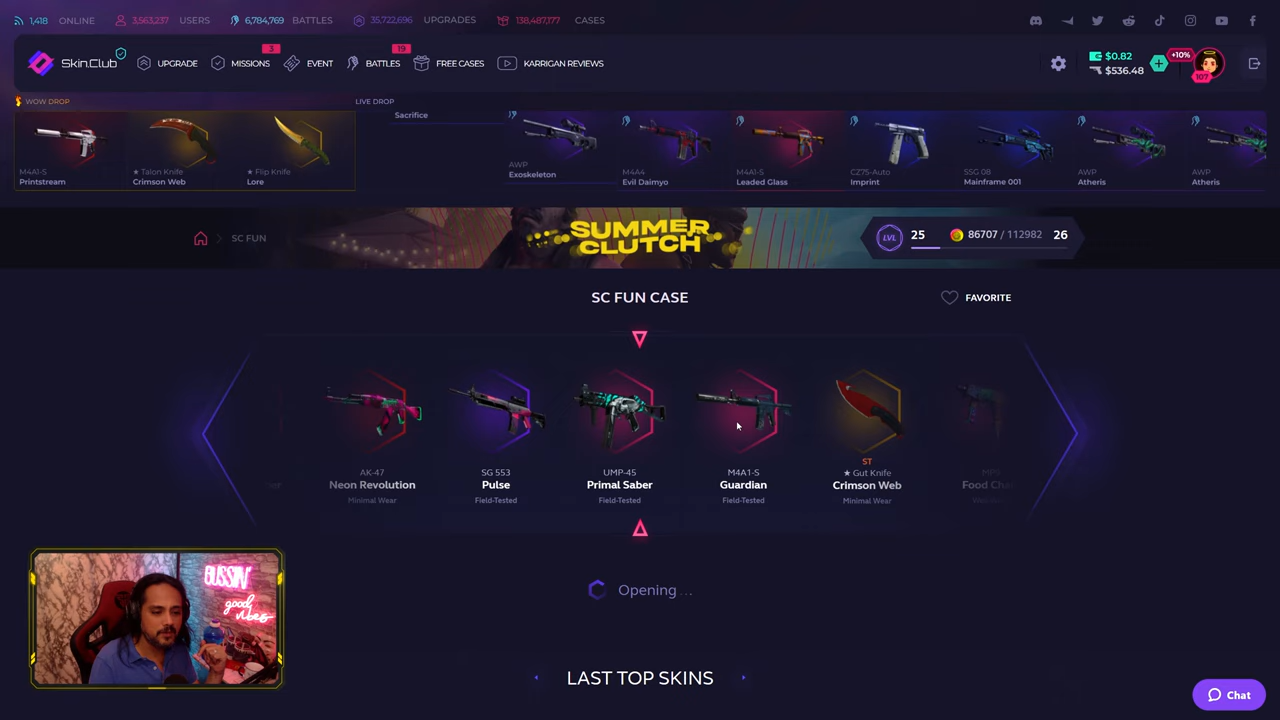 1,418 ONLINE 3,563,237 USERS 6,784,769 BATTLES 35,722,696 UPGRADES 138,487,177 CASES
Skin.Club UPGRADE MISSIONS 3 EVENT BATTLES 19 FREE CASES KARRIGAN REVIEWS $0.82 +10%
$536.48 107
WOW DROP LIVE DROP
Sacrifice
M4A1-S
Printstream
★ Talon Knife
Crimson Web
★ Flip Knife
Lore
AWP
Exoskeleton
M4A4
Evil Daimyo
M4A1-S
Leaded Glass
CZ75-Auto
Imprint
SSG 08
Mainframe 001
AWP
Atheris
AWP
Atheris
SC FUN
SUMMER
CLUTCH
LVL 25 86707 / 112982 26
SC FUN CASE
FAVORITE
AK-47
Neon Revolution
Minimal Wear
SG 553
Pulse
Field-Tested
UMP-45
Primal Saber
Field-Tested
M4A1-S
Guardian
Field-Tested
ST
★ Gut Knife
Crimson Web
Minimal Wear
Opening ...
GUSSIN'
good
vibes
LAST TOP SKINS
Chat